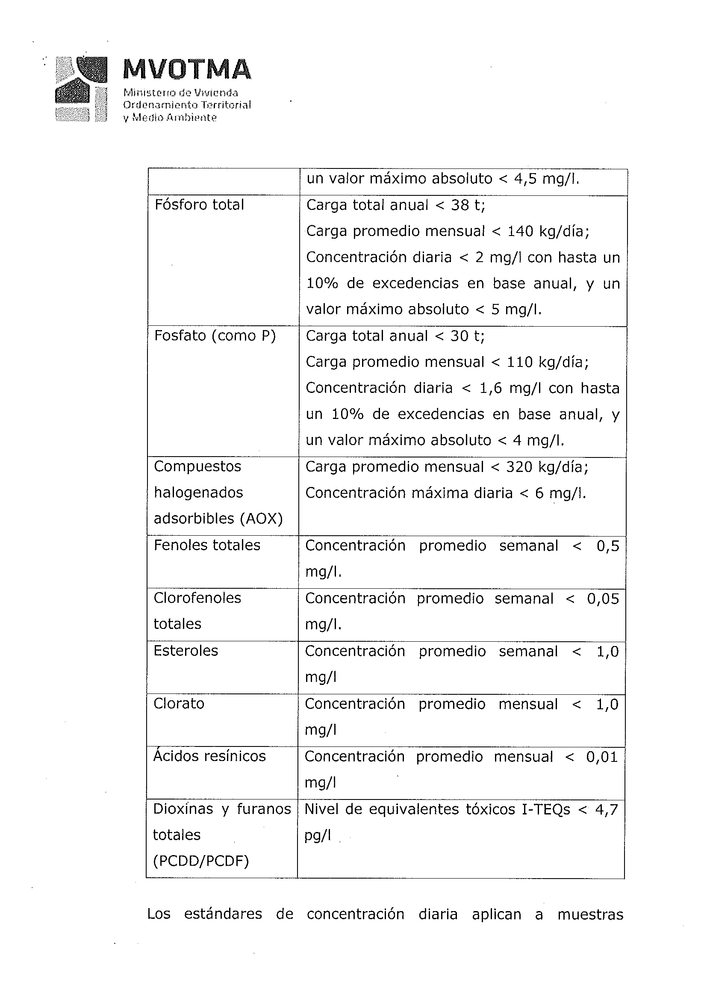 MVOTMA
Ministerio de Vivienda
Ordenamiento Territorial
y Medio Ambiente
un valor máximo absoluto < 4,5 mg/l.
Fósforo total
Carga total anual < 38 t;
Carga promedio mensual < 140 kg/día;
Concentración diaria < 2 mg/l con hasta un
10% de excedencias en base anual, y un
valor máximo absoluto < 5 mg/l.
Fosfato (como P)
Carga total anual < 30 t;
Carga promedio mensual < 110 kg/día;
Concentración diaria < 1,6 mg/l con hasta
un 10% de excedencias en base anual, y
un valor máximo absoluto < 4 mg/l.
Compuestos
halogenados
adsorbibles (AOX)
Carga promedio mensual < 320 kg/día;
Concentración máxima diaria < 6 mg/l.
Fenoles totales
Concentración promedio semanal < 0,5
mg/l.
Clorofenoles
totales
Concentración promedio semanal < 0,05
mg/l.
Esteroles
Concentración promedio semanal < 1,0
mg/l
Clorato
Concentración promedio mensual < 1,0
mg/l
Ácidos resínicos
Concentración promedio mensual < 0,01
mg/l
Dioxinas y furanos
totales
(PCDD/PCDF)
Nivel de equivalentes tóxicos I-TEQs < 4,7
pg/l
Los estándares de concentración diaria aplican a muestras